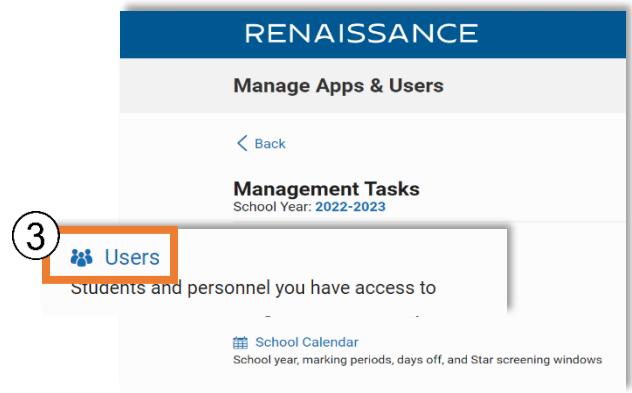 RENAISSANCE
Manage Apps & Users
Back
Management Tasks
School Year: 2022-2023
3
Users
Students and personnel you have access to
School Calendar
School year, marking periods, days off, and Star screening windows